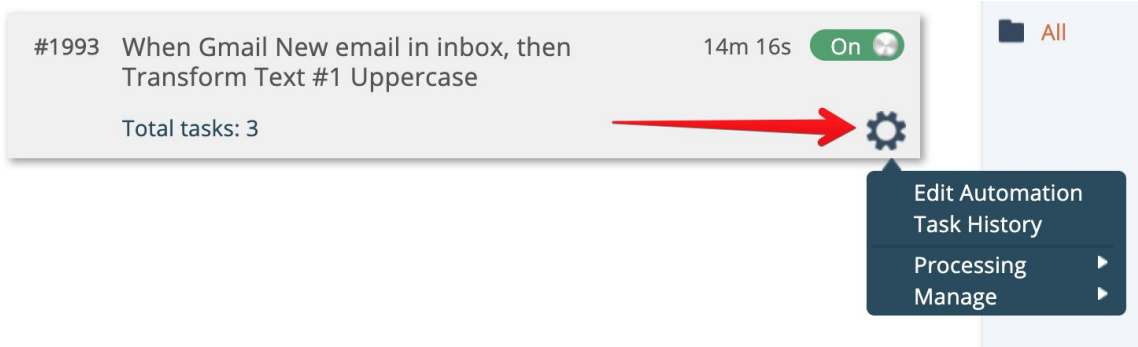 #1993 When Gmail New email in inbox, then 14m 16s On
Transform Text #1 Uppercase
Total tasks: 3
All
Edit Automation
Task History
Processing
Manage